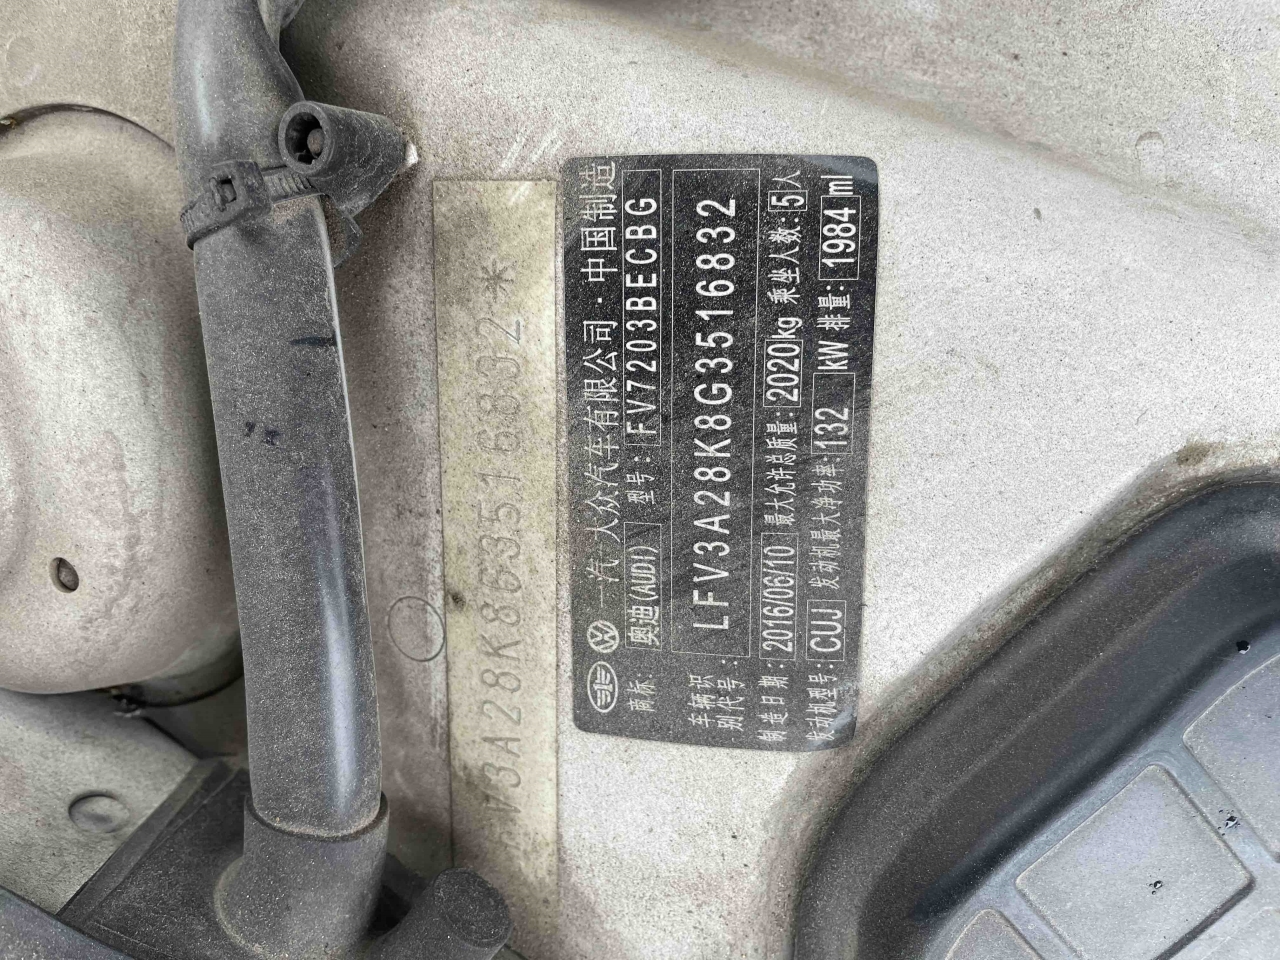 V3A28K8G3516832*
一汽大众汽车有限公司·中国制造
商标: 奥迪(AUDI) 型号: FV7203BECBG
车辆识别代号: LFV3A28K8G3516832
制造日期: 2016/06/10 最大允许总质量: 2020kg 乘坐人数: 5人
发动机型号: CUJ 发动机最大净功率: 132 kW 排量: 1984 ml